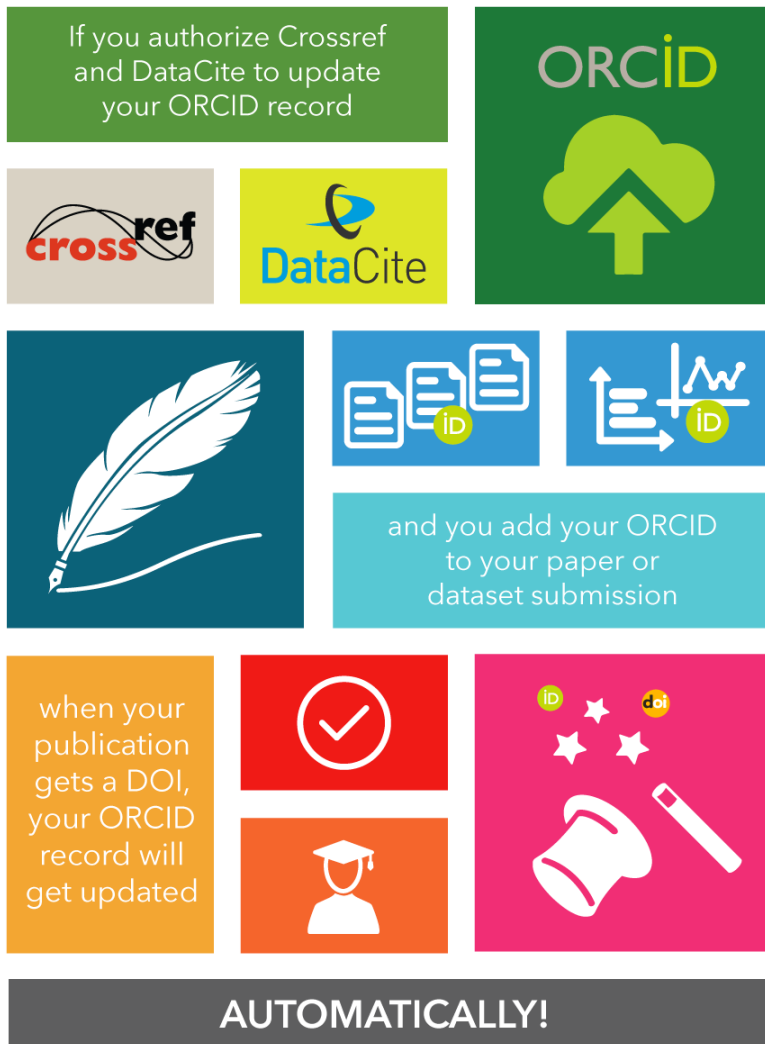 If you authorize Crossref
and DataCite to update
your ORCID record
ORCiD
crossref
DataCite
iD
iD
and you add your ORCID
to your paper or
dataset submission
when your
publication
gets a DOI,
your ORCID
record will
get updated
iD
doi
AUTOMATICALLY!